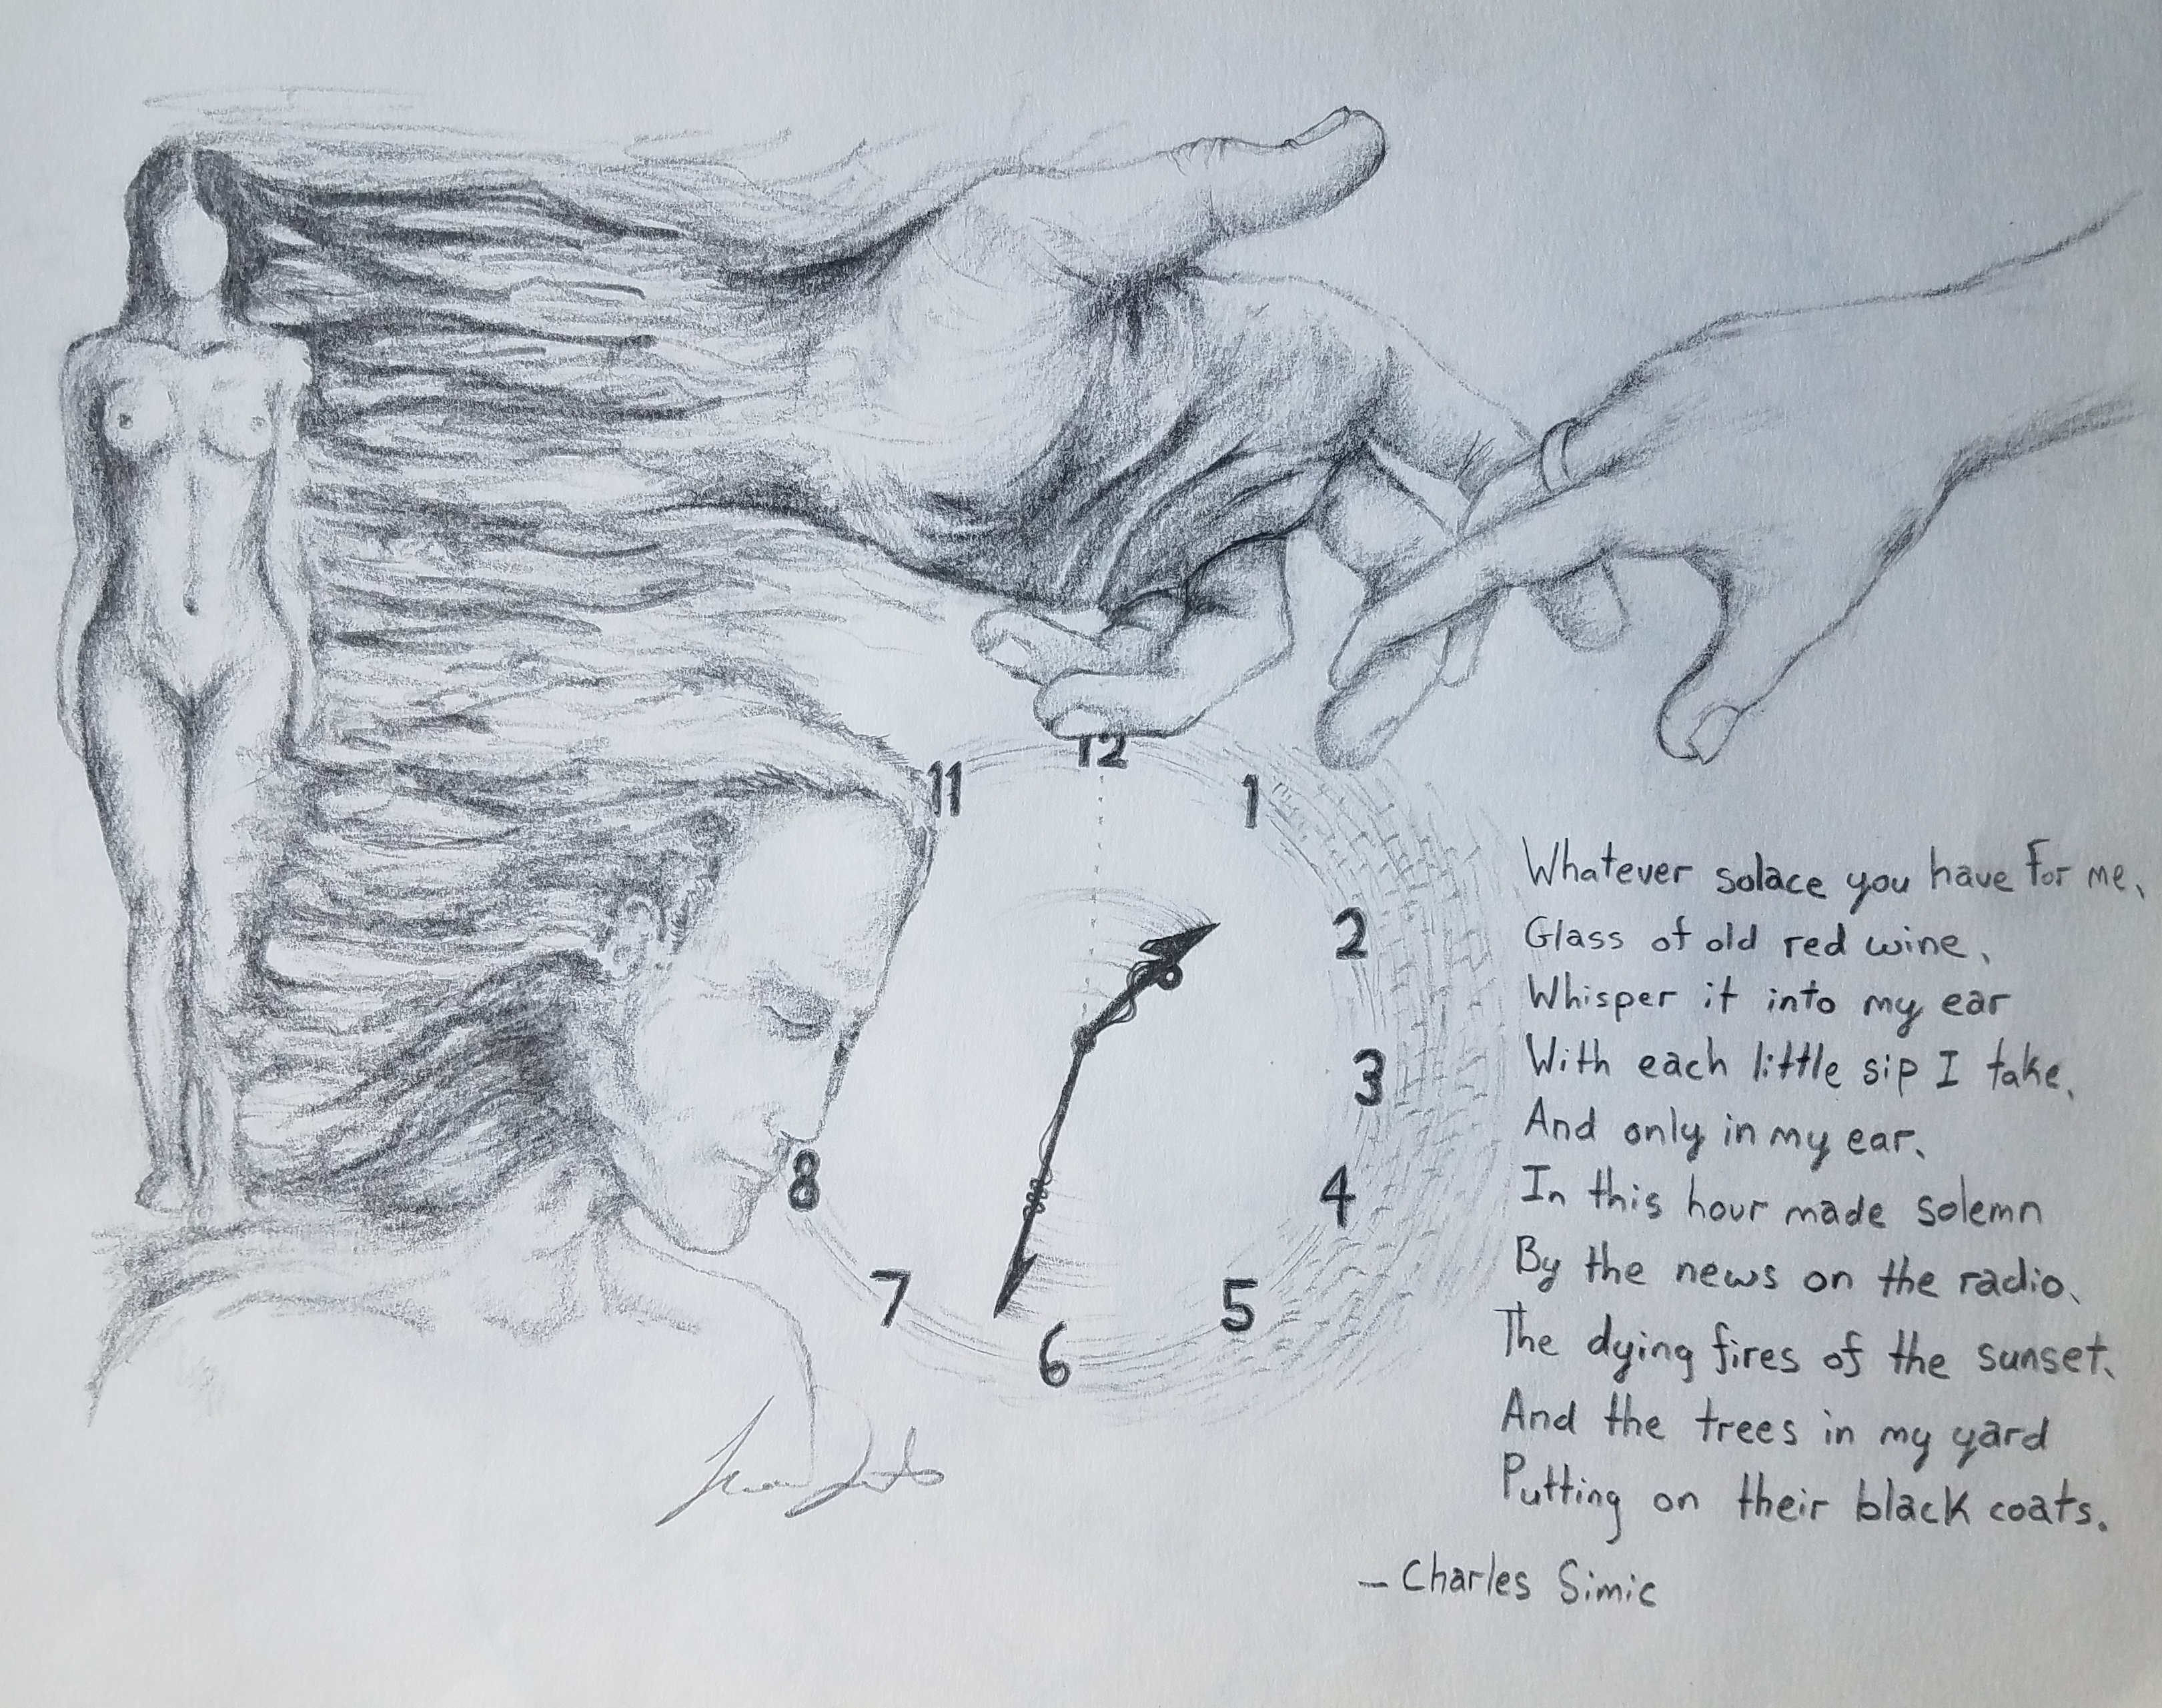 11
12
1
2
3
4
5
6
7
8
Whatever solace you have for me,
Glass of old red wine,
Whisper it into my ear
With each little sip I take,
And only in my ear,
In this hour made solemn
By the news on the radio,
The dying fires of the sunset,
And the trees in my yard
Putting on their black coats.
— Charles Simic